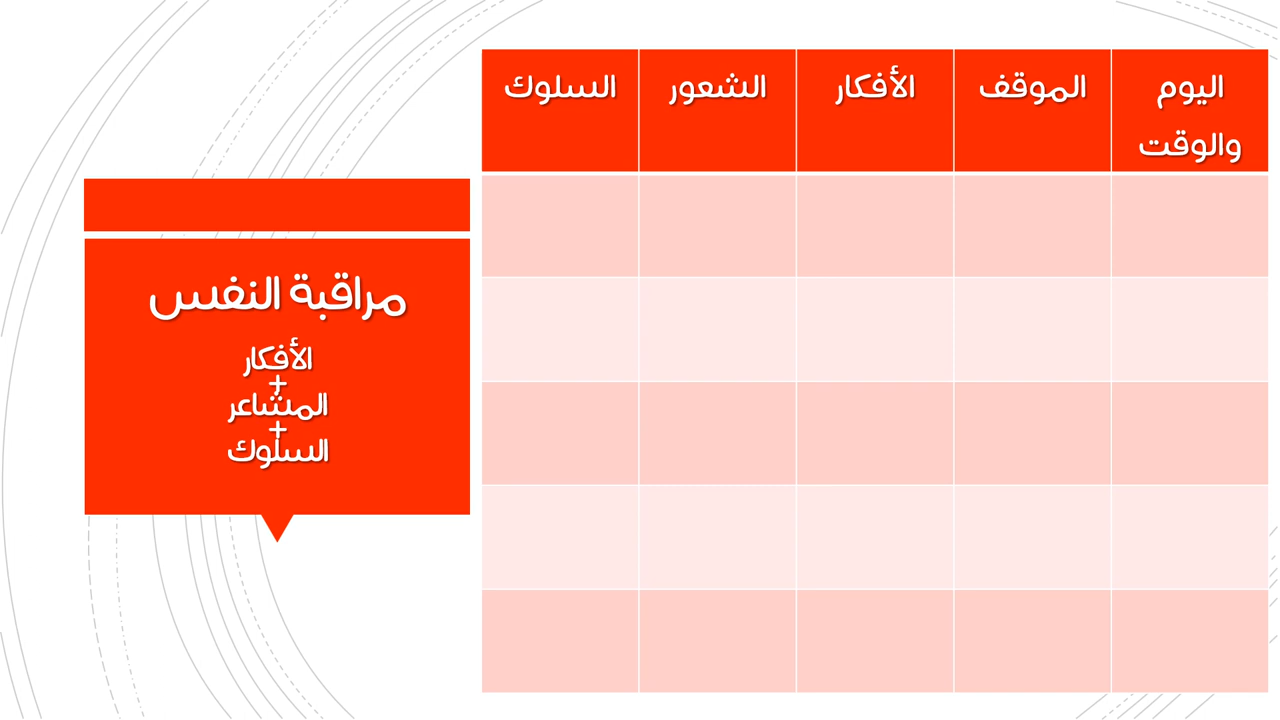 اليوم والوقت
الموقف
الأفكار
الشعور
السلوك
مراقبة النفس
الأفكار
+
المشاعر
+
السلوك